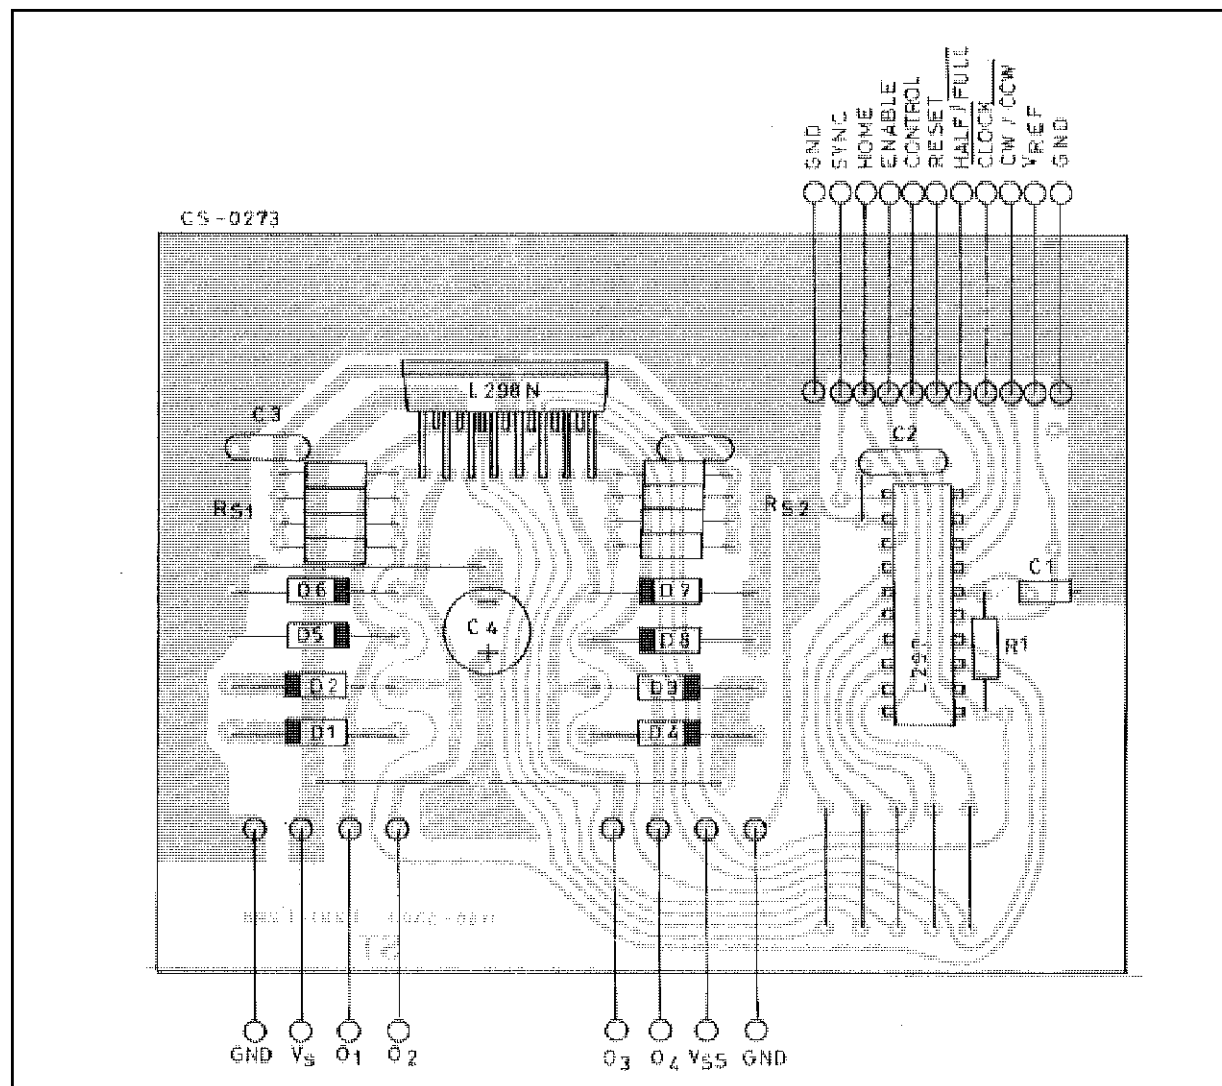 GND
SYNC
HOME
ENABLE
CONTROL
RESET
HALF/FULL
CLOCK
CW / CCW
VREF
GND
CS-0273
L298N
C3
C2
RS1
RS2
C1
D6
D7
C4
D5
D8
R1
L297
D2
D3
D1
D4
GND
VS
O1
O2
O3
O4
VSS
GND